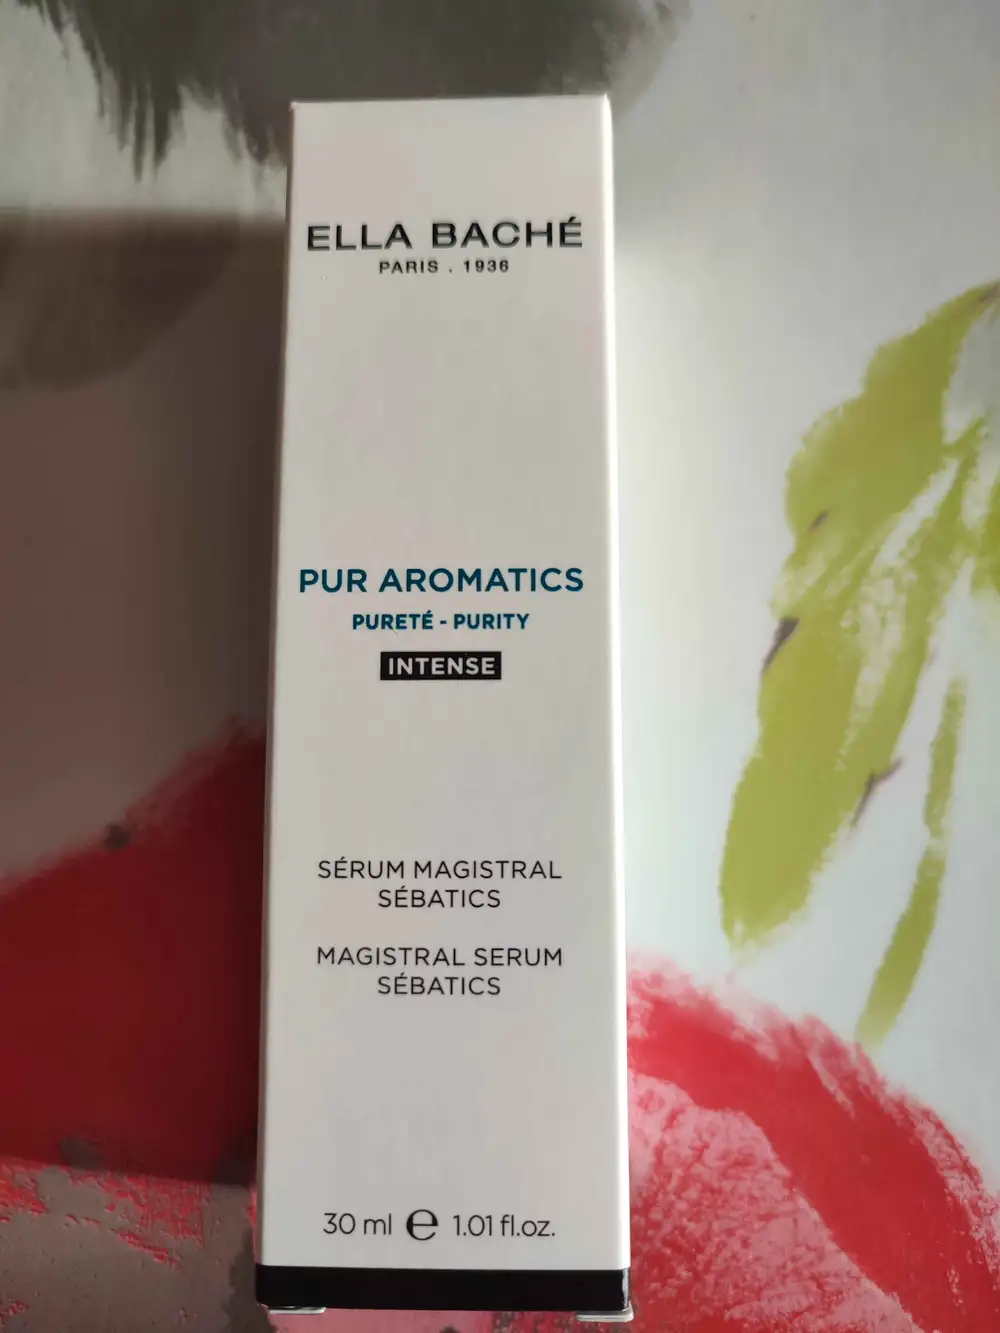 ELLA BACHÉ
PARIS . 1936
PUR AROMATICS
PURETÉ - PURITY
INTENSE
SÉRUM MAGISTRAL
SÉBATICS
MAGISTRAL SERUM
SÉBATICS
30 ml ℮ 1.01 fl.oz.